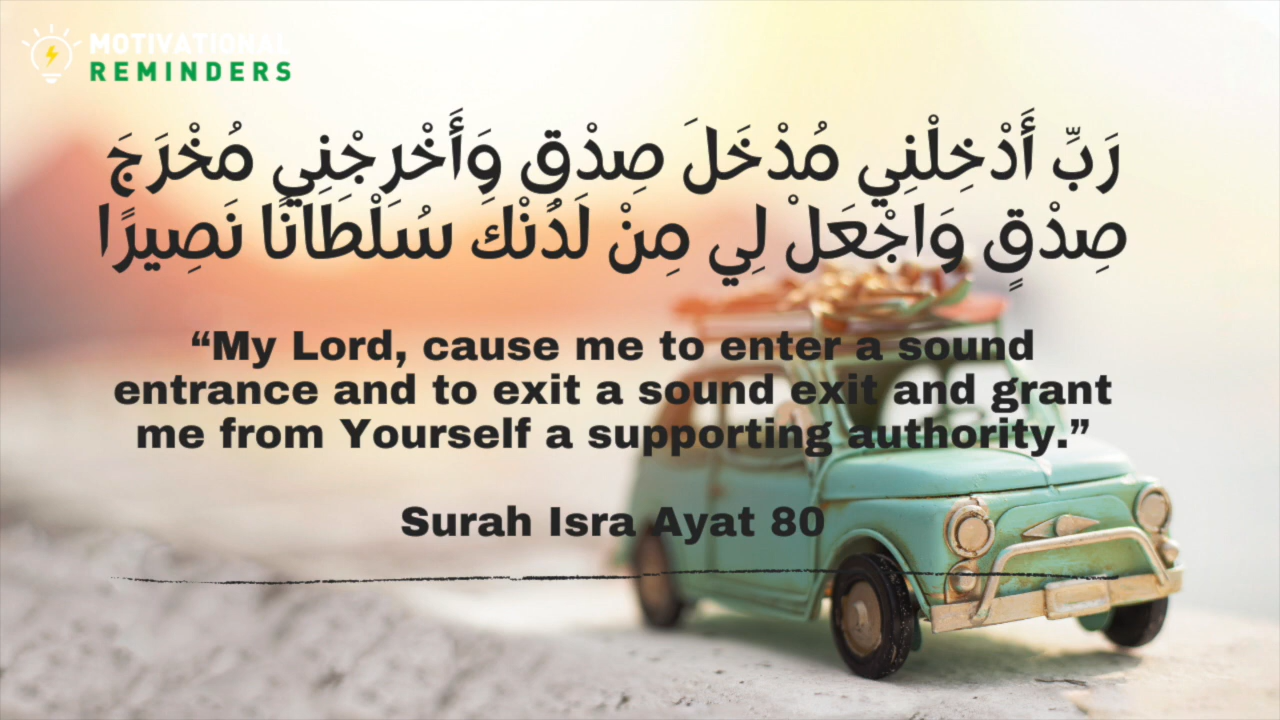 MOTIVATIONAL
REMINDERS
رَبِّ أَدْخِلْنِي مُدْخَلَ صِدْقٍ وَأَخْرِجْنِي مُخْرَجَ
صِدْقٍ وَاجْعَلْ لِي مِنْ لَدُنْكَ سُلْطَانًا نَصِيرًا
“My Lord, cause me to enter a sound
entrance and to exit a sound exit and grant
me from Yourself a supporting authority.”
Surah Isra Ayat 80